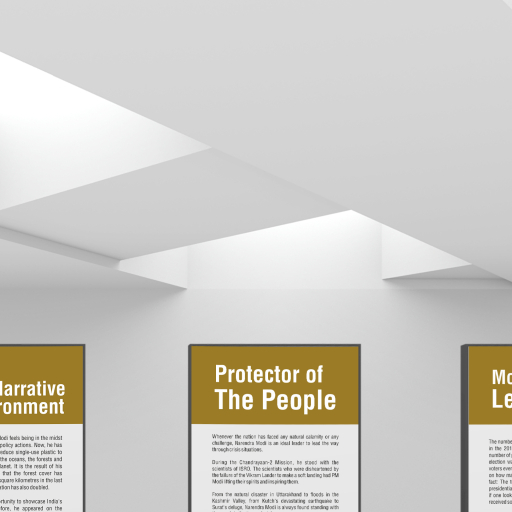 Narrative
ronment
Modi feels being in the midst
policy actions. Now, he has
reduce single-use plastic to
the oceans, the forests and
planet. It is the result of his
that the forest cover has
square kilometres in the last
ation has also doubled.
ortunity to showcase India's
fore, he appeared on the
Protector of
The People
Whenever the nation has faced any natural calamity or any
challenge, Narendra Modi is an ideal leader to lead the way
through crisis situations.
During the Chandrayaan-2 Mission, he stood with the
scientists of ISRO. The scientists who were disheartened by
the failure of the Vikram Lander to make a soft landing had PM
Modi lifting their spirits and inspiring them.
From the natural disaster in Uttarakhand to floods in the
Kashmir Valley, from Kutch's devastating earthquake to
Surat's deluge, Narendra Modi is always found standing with
Mo
Le
The numbe
in the 201
number of
election vi
voters ever
on how ma
fact: The t
presidentia
if one look
received so